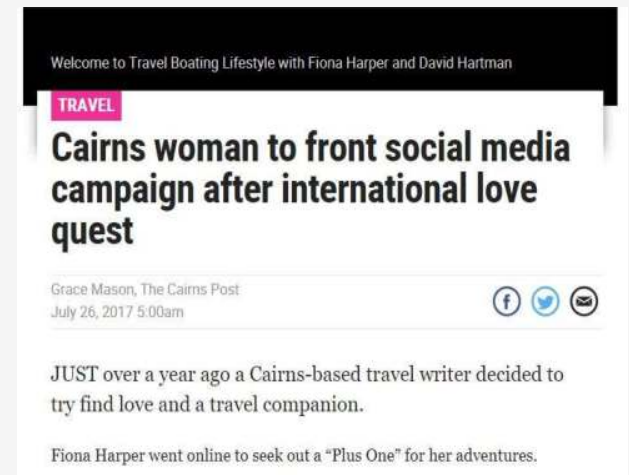 Welcome to Travel Boating Lifestyle with Fiona Harper and David Hartman
TRAVEL
Cairns woman to front social media
campaign after international love
quest
Grace Mason, The Cairns Post
July 26, 2017 5:00am
f
JUST over a year ago a Cairns-based travel writer decided to
try find love and a travel companion.
Fiona Harper went online to seek out a “Plus One” for her adventures.